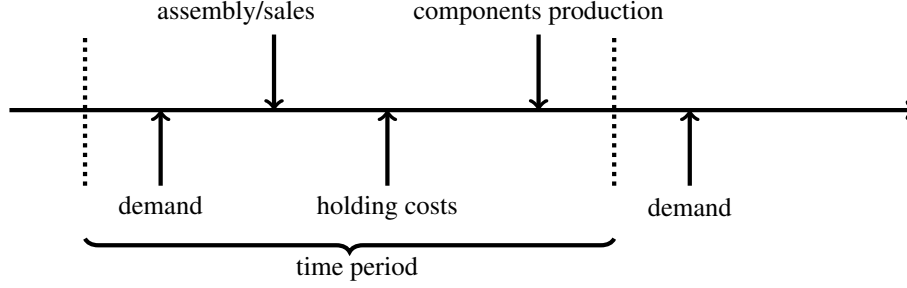 assembly/sales
components production
demand
holding costs
demand
time period